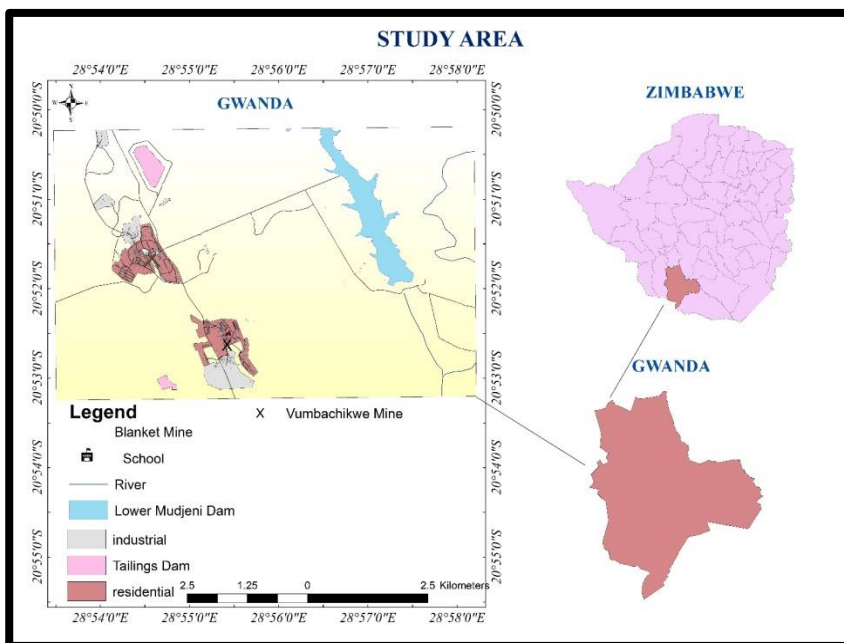 STUDY AREA
28°54'0"E 28°55'0"E 28°56'0"E 28°57'0"E 28°58'0"E
GWANDA
N
W E
S
20°50'0"S 20°50'0"S
20°51'0"S 20°51'0"S
20°52'0"S 20°52'0"S
20°53'0"S 20°53'0"S
20°54'0"S 20°54'0"S
20°55'0"S 20°55'0"S
Legend
X Vumbachikwe Mine
Blanket Mine
School
River
Lower Mudjeni Dam
industrial
Tailings Dam
residential
2.5 1.25 0 2.5 Kilometers
28°54'0"E 28°55'0"E 28°56'0"E 28°57'0"E 28°58'0"E
ZIMBABWE
GWANDA